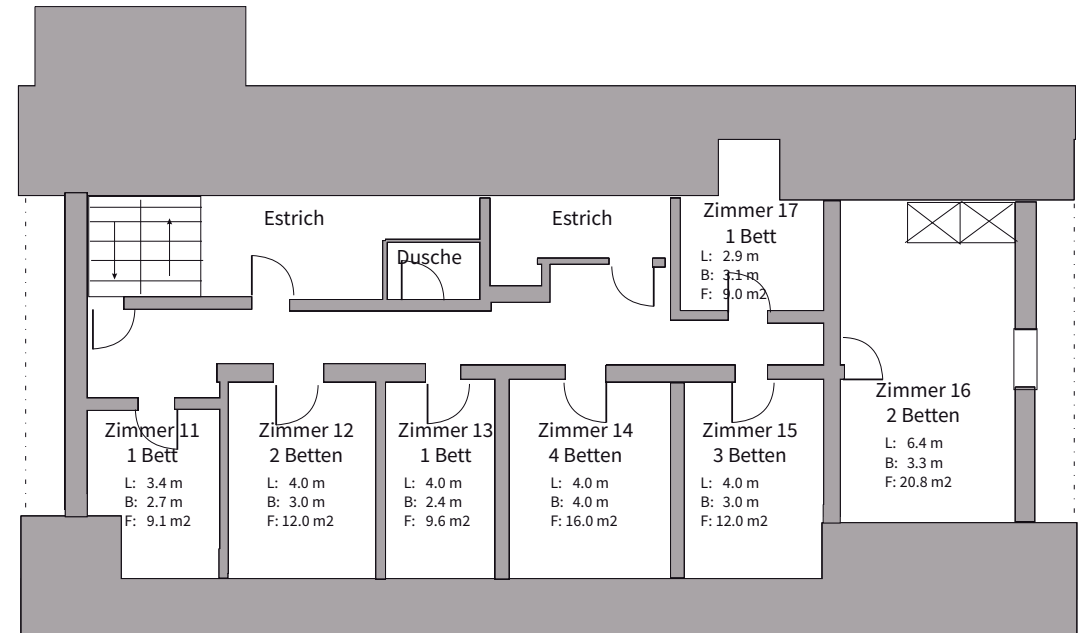 Estrich
Dusche
Estrich
Zimmer 17
1 Bett
L: 2.9 m
B: 3.1 m
F: 9.0 m2
Zimmer 11
1 Bett
L: 3.4 m
B: 2.7 m
F: 9.1 m2
Zimmer 12
2 Betten
L: 4.0 m
B: 3.0 m
F: 12.0 m2
Zimmer 13
1 Bett
L: 4.0 m
B: 2.4 m
F: 9.6 m2
Zimmer 14
4 Betten
L: 4.0 m
B: 4.0 m
F: 16.0 m2
Zimmer 15
3 Betten
L: 4.0 m
B: 3.0 m
F: 12.0 m2
Zimmer 16
2 Betten
L: 6.4 m
B: 3.3 m
F: 20.8 m2